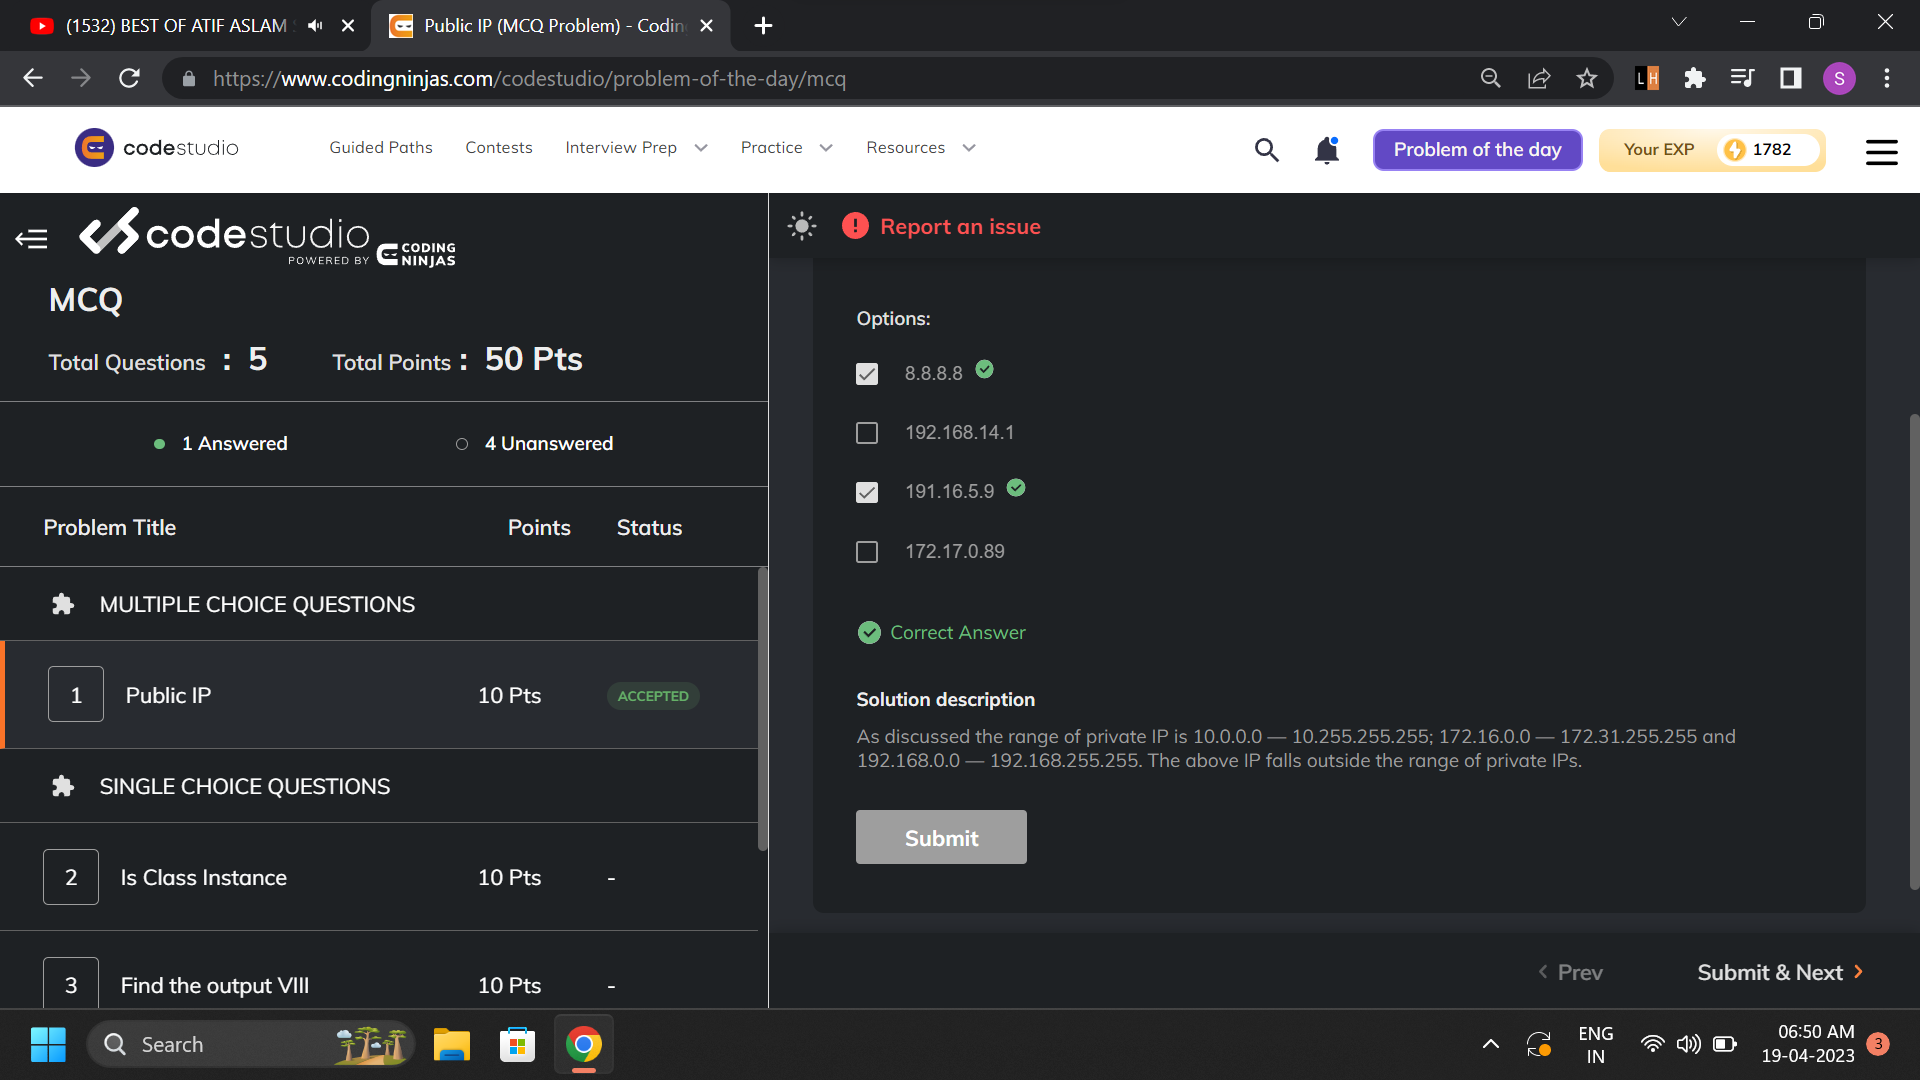 (1532) BEST OF ATIF ASLAM
Public IP (MCQ Problem) - Codin
https://www.codingninjas.com/codestudio/problem-of-the-day/mcq
L H
S
codestudio
Guided Paths
Contests
Interview Prep
Practice
Resources
Problem of the day
Your EXP
1782
codestudio
POWERED BY
CODING
NINJAS
Report an issue
MCQ
Total Questions : 5
Total Points : 50 Pts
1 Answered
4 Unanswered
Problem Title
Points
Status
MULTIPLE CHOICE QUESTIONS
1
Public IP
10 Pts
ACCEPTED
SINGLE CHOICE QUESTIONS
2
Is Class Instance
10 Pts
-
3
Find the output VIII
10 Pts
-
Options:
8.8.8.8
192.168.14.1
191.16.5.9
172.17.0.89
Correct Answer
Solution description
As discussed the range of private IP is 10.0.0.0 — 10.255.255.255; 172.16.0.0 — 172.31.255.255 and
192.168.0.0 — 192.168.255.255. The above IP falls outside the range of private IPs.
Submit
Prev
Submit & Next
Search
ENG
IN
06:50 AM
19-04-2023
3